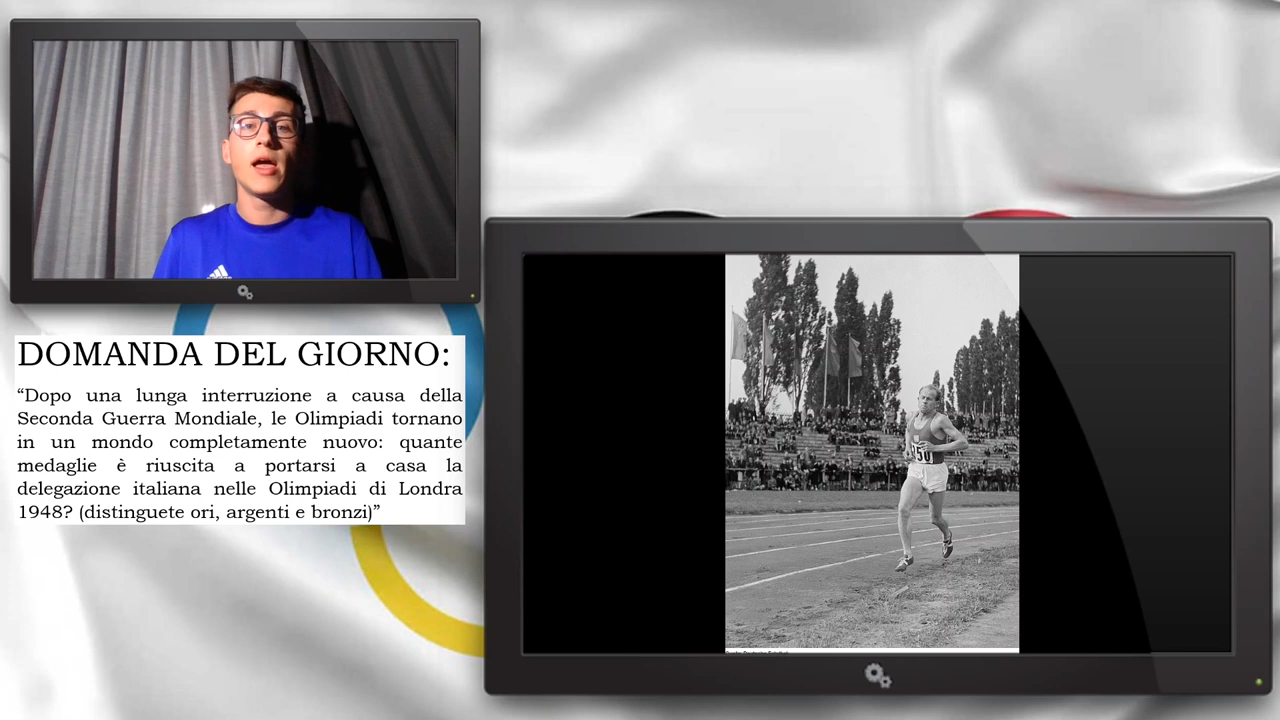 DOMANDA DEL GIORNO:
“Dopo una lunga interruzione a causa della
Seconda Guerra Mondiale, le Olimpiadi tornano
in un mondo completamente nuovo: quante
medaglie è riuscita a portarsi a casa la
delegazione italiana nelle Olimpiadi di Londra
1948? (distinguete ori, argenti e bronzi)”